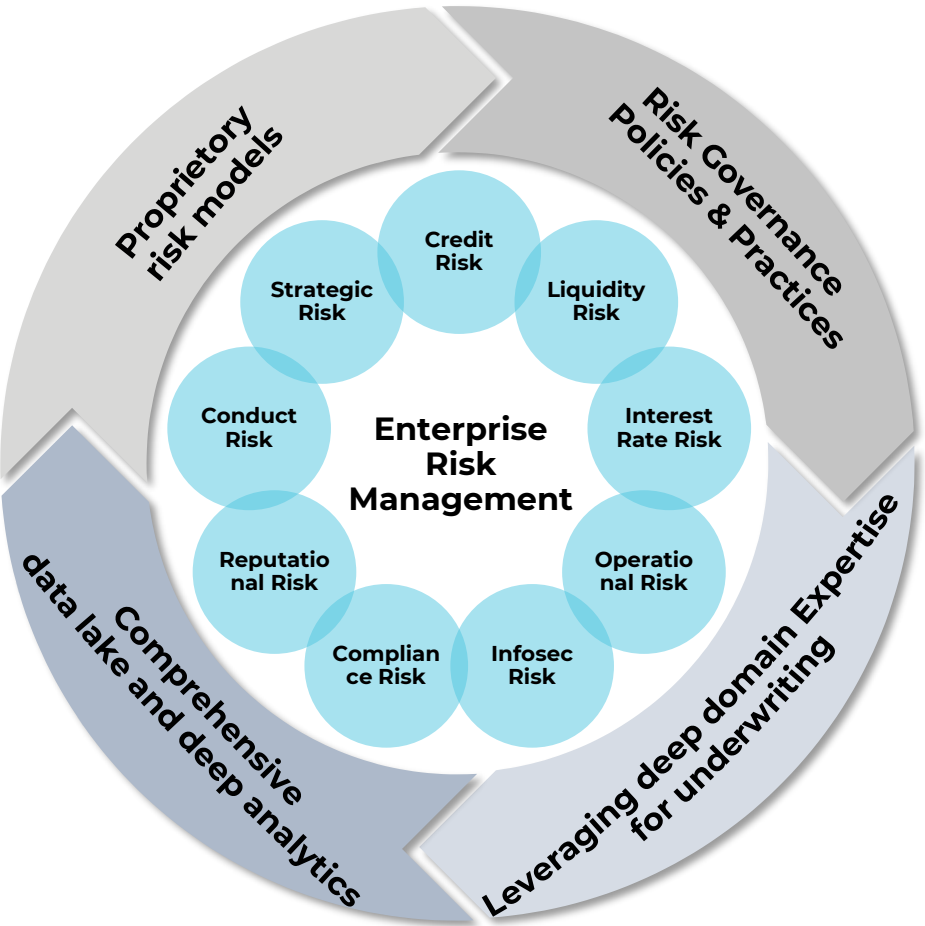 Proprietory
risk models
Risk Governance
Policies & Practices
Credit
Risk
Strategic
Risk
Liquidity
Risk
Conduct
Risk
Interest
Rate Risk
Enterprise
Risk
Management
Reputatio
nal Risk
Operatio
nal Risk
Complian
ce Risk
Infosec
Risk
Comprehensive
data lake and deep analytics
Leveraging deep domain Expertise
for underwriting